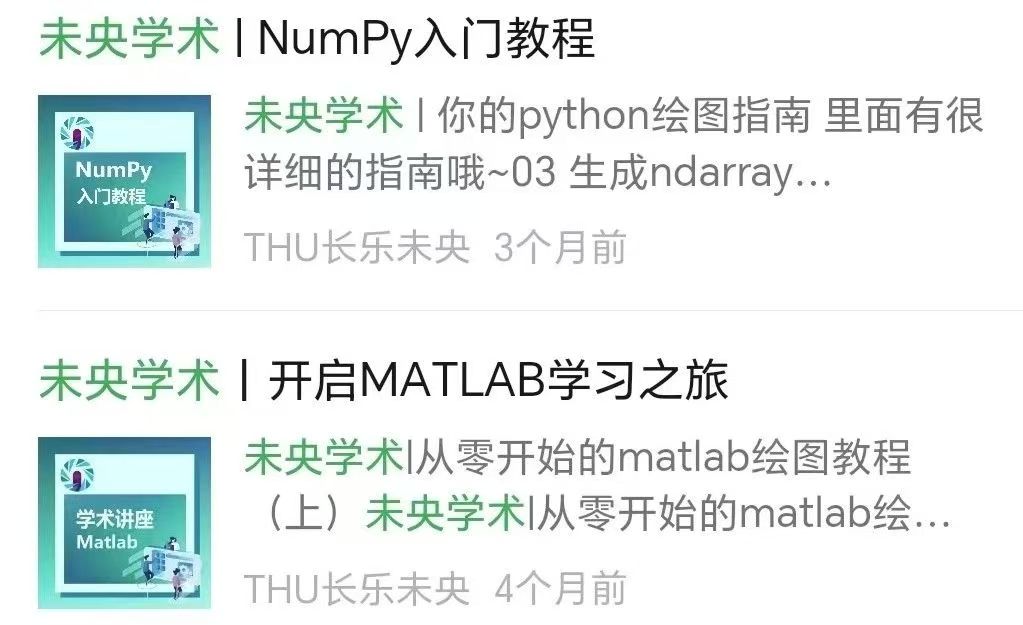 未央学术 | NumPy入门教程
未央学术 | 你的python绘图指南 里面有很
NumPy
入门教程
详细的指南哦~03 生成ndarray...
THU长乐未央 3个月前
未央学术 | 开启MATLAB学习之旅
未央学术|从零开始的matlab绘图教程
学术讲座
Matlab
（上）未央学术|从零开始的matlab绘...
THU长乐未央 4个月前